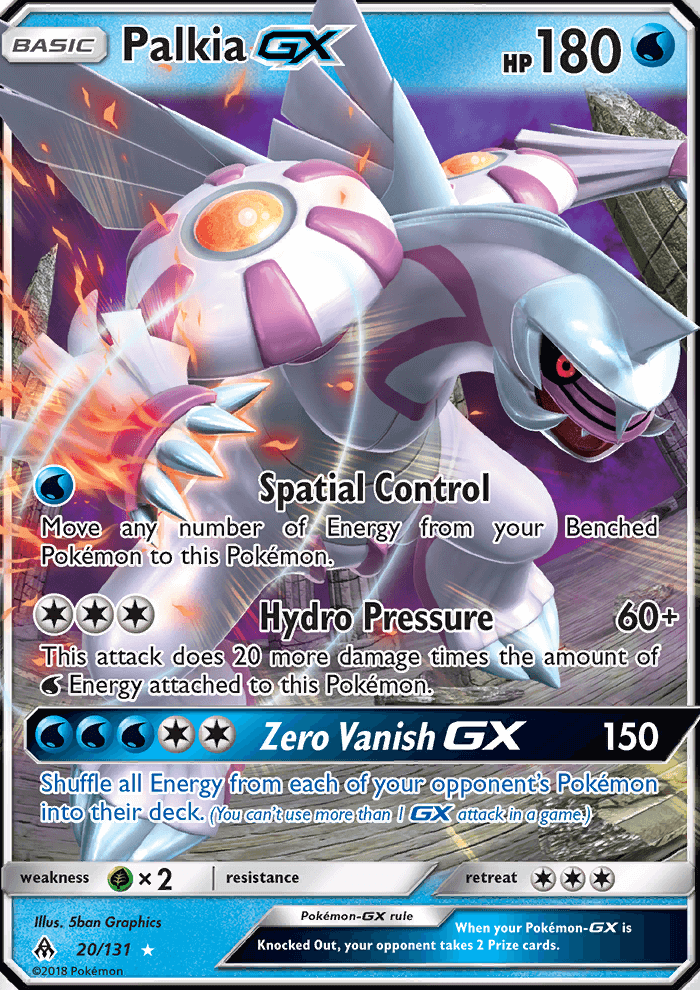 BASIC Palkia GX HP 180
Spatial Control
Move any number of Energy from your Benched
Pokémon to this Pokémon.
Hydro Pressure 60+
This attack does 20 more damage times the amount of
Energy attached to this Pokémon.
Zero Vanish GX 150
Shuffle all Energy from each of your opponent's Pokémon
into their deck. (You can't use more than 1 GX attack in a game.)
weakness ×2 resistance retreat
Illus. 5ban Graphics
20/131
©2018 Pokémon
Pokémon-GX rule
When your Pokémon-GX is
Knocked Out, your opponent takes 2 Prize cards.